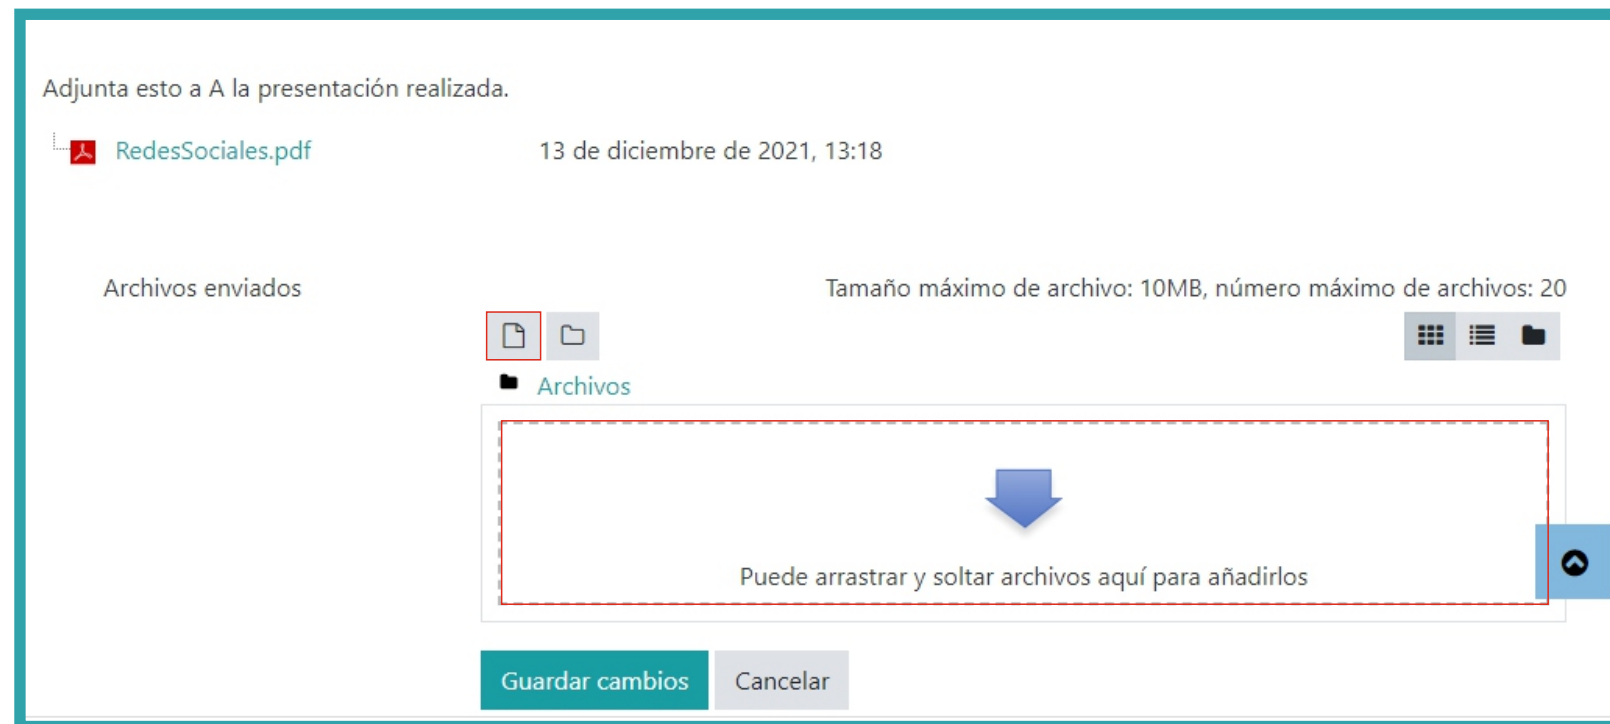 Adjunta esto a A la presentación realizada.
RedesSociales.pdf 13 de diciembre de 2021, 13:18
Archivos enviados Tamaño máximo de archivo: 10MB, número máximo de archivos: 20
Archivos
Puede arrastrar y soltar archivos aquí para añadirlos
Guardar cambios Cancelar